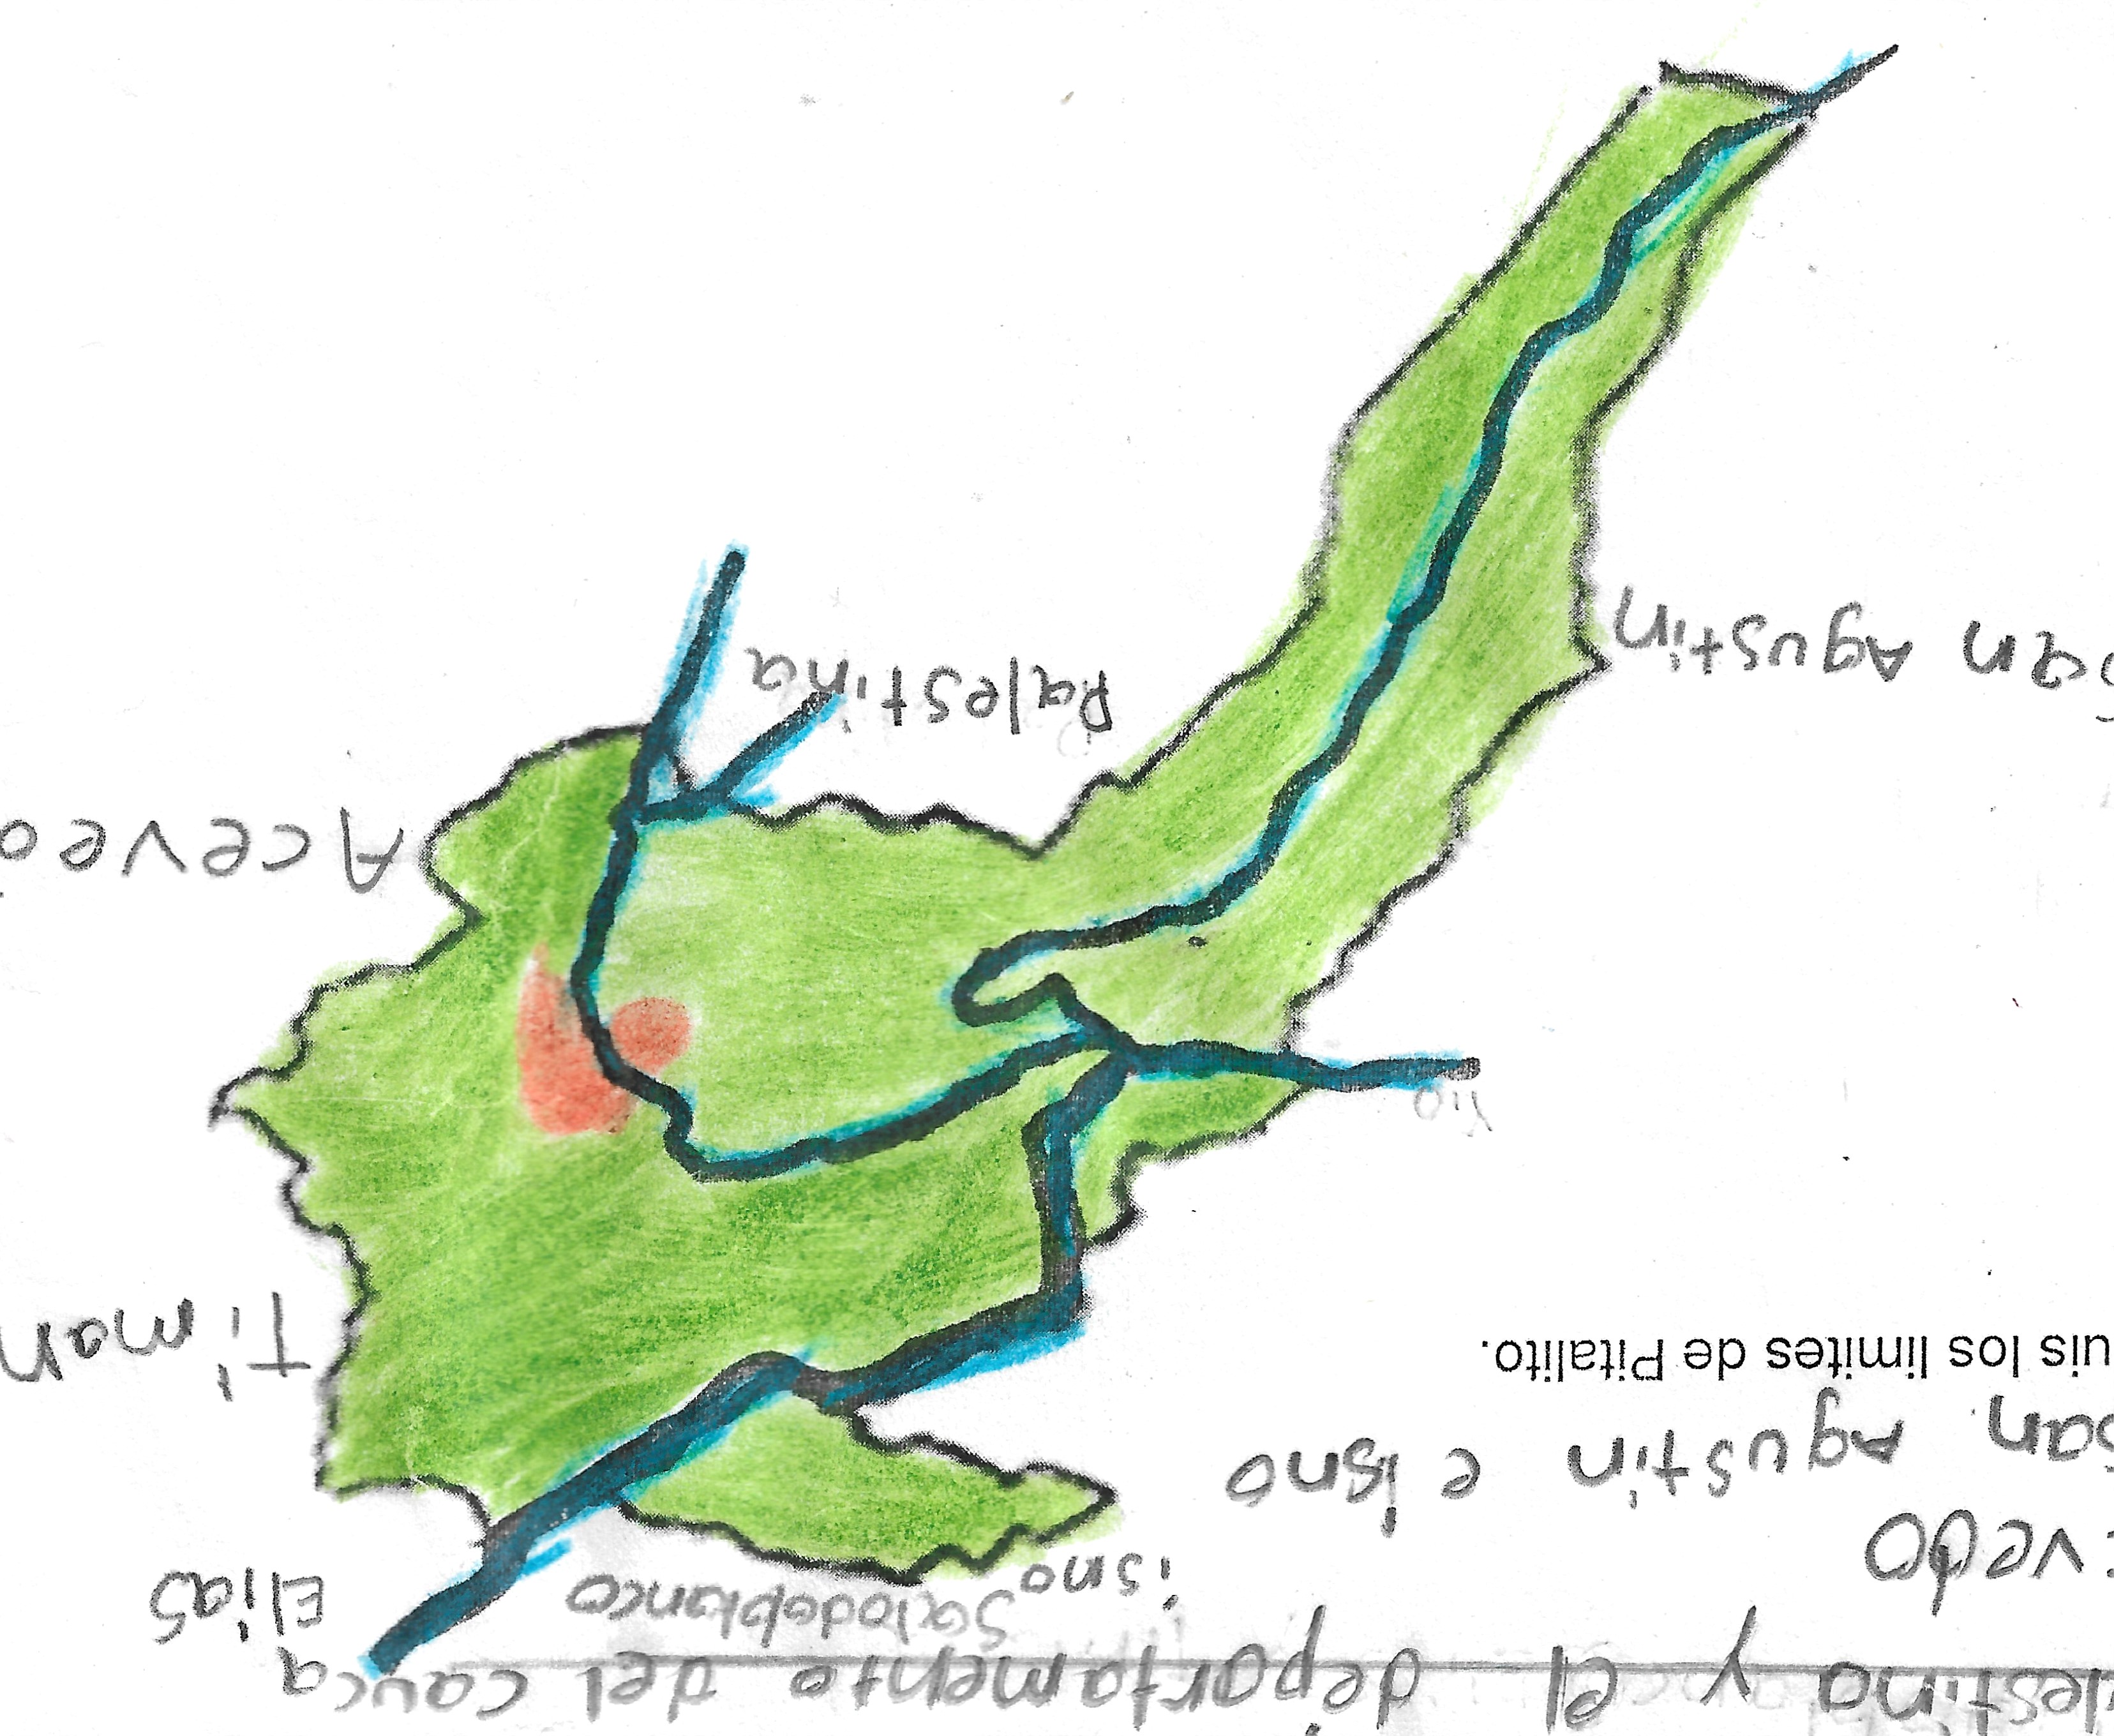 lestina y el departamento del cauca
vedo
san. Agustin e isno
uis los limites de Pitalito.
isno
Saladoblanco
Elias
Timan
rio
Aceved
Palestina
san Agustin